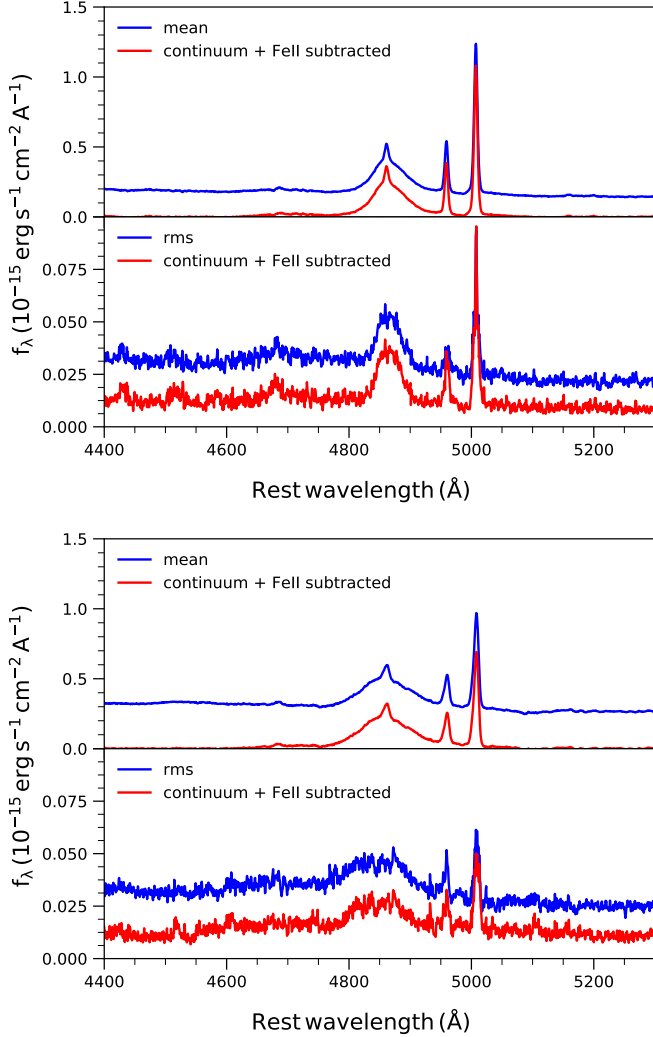 1.5
mean
continuum + FeII subtracted
1.0
0.5
0.0
rms
continuum + FeII subtracted
0.075
0.050
0.025
0.000
f_λ (10⁻¹⁵ erg s⁻¹ cm⁻² A⁻¹)
4400 4600 4800 5000 5200
Rest wavelength (Å)
1.5
mean
continuum + FeII subtracted
1.0
0.5
0.0
rms
continuum + FeII subtracted
0.075
0.050
0.025
0.000
f_λ (10⁻¹⁵ erg s⁻¹ cm⁻² A⁻¹)
4400 4600 4800 5000 5200
Rest wavelength (Å)